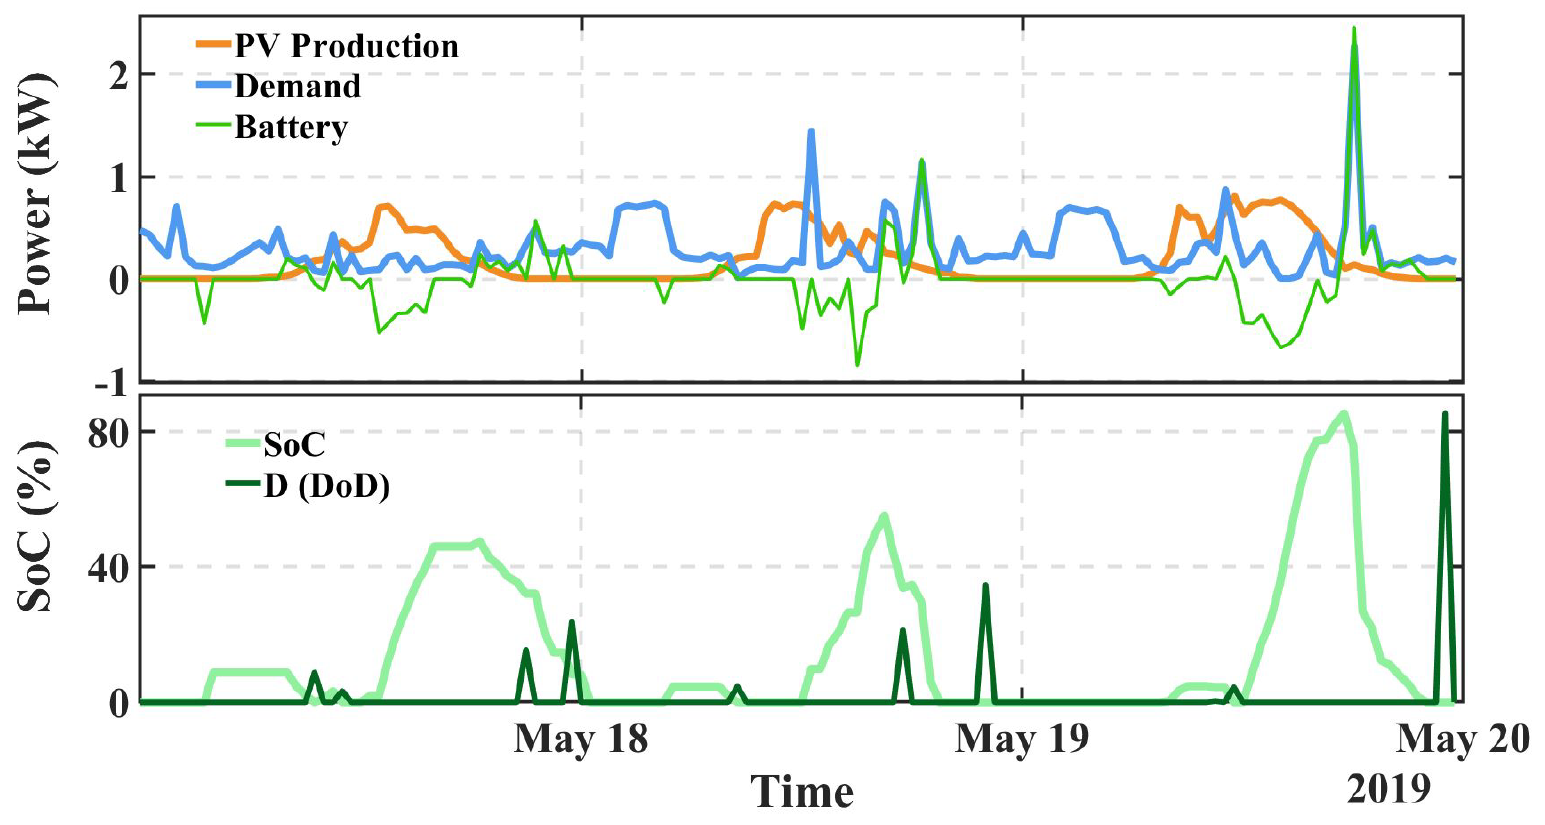 PV Production
Demand
Battery
Power (kW)
2
1
0
-1
SoC
D (DoD)
SoC (%)
80
40
0
May 18
May 19
May 20
Time
2019